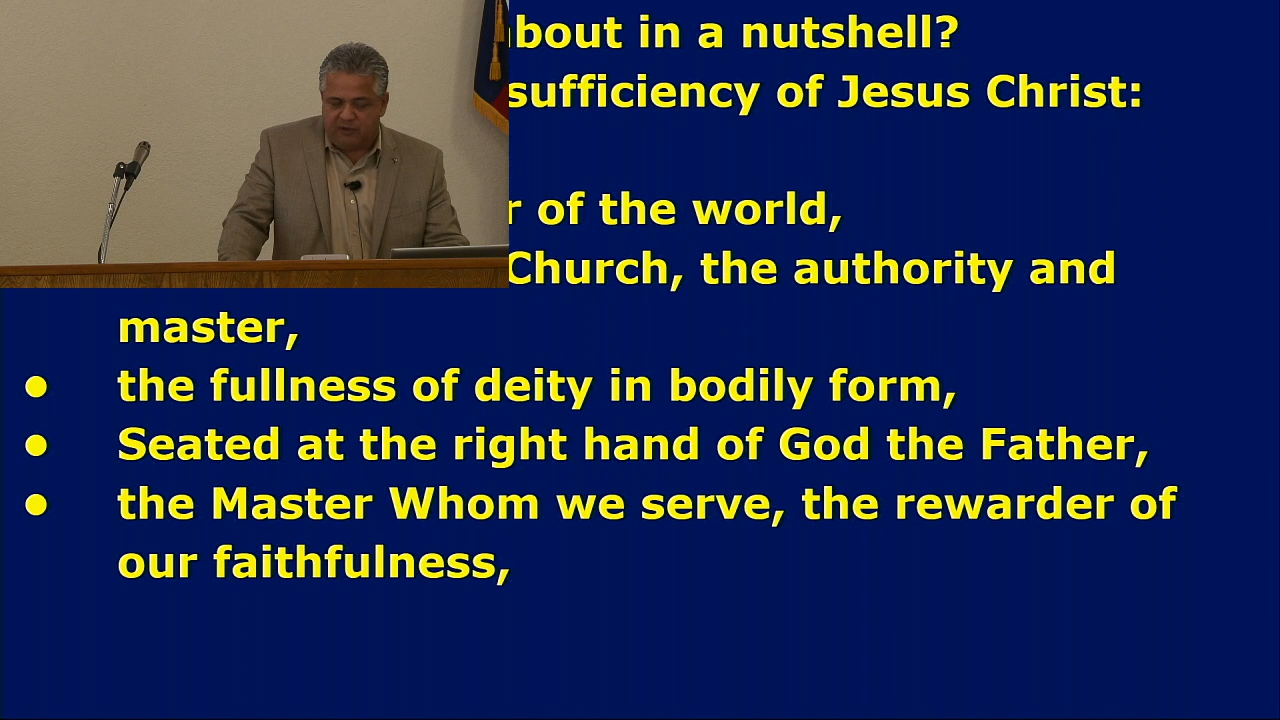 about in a nutshell?
sufficiency of Jesus Christ:
r of the world,
Church, the authority and
master,
● the fullness of deity in bodily form,
● Seated at the right hand of God the Father,
● the Master Whom we serve, the rewarder of
our faithfulness,